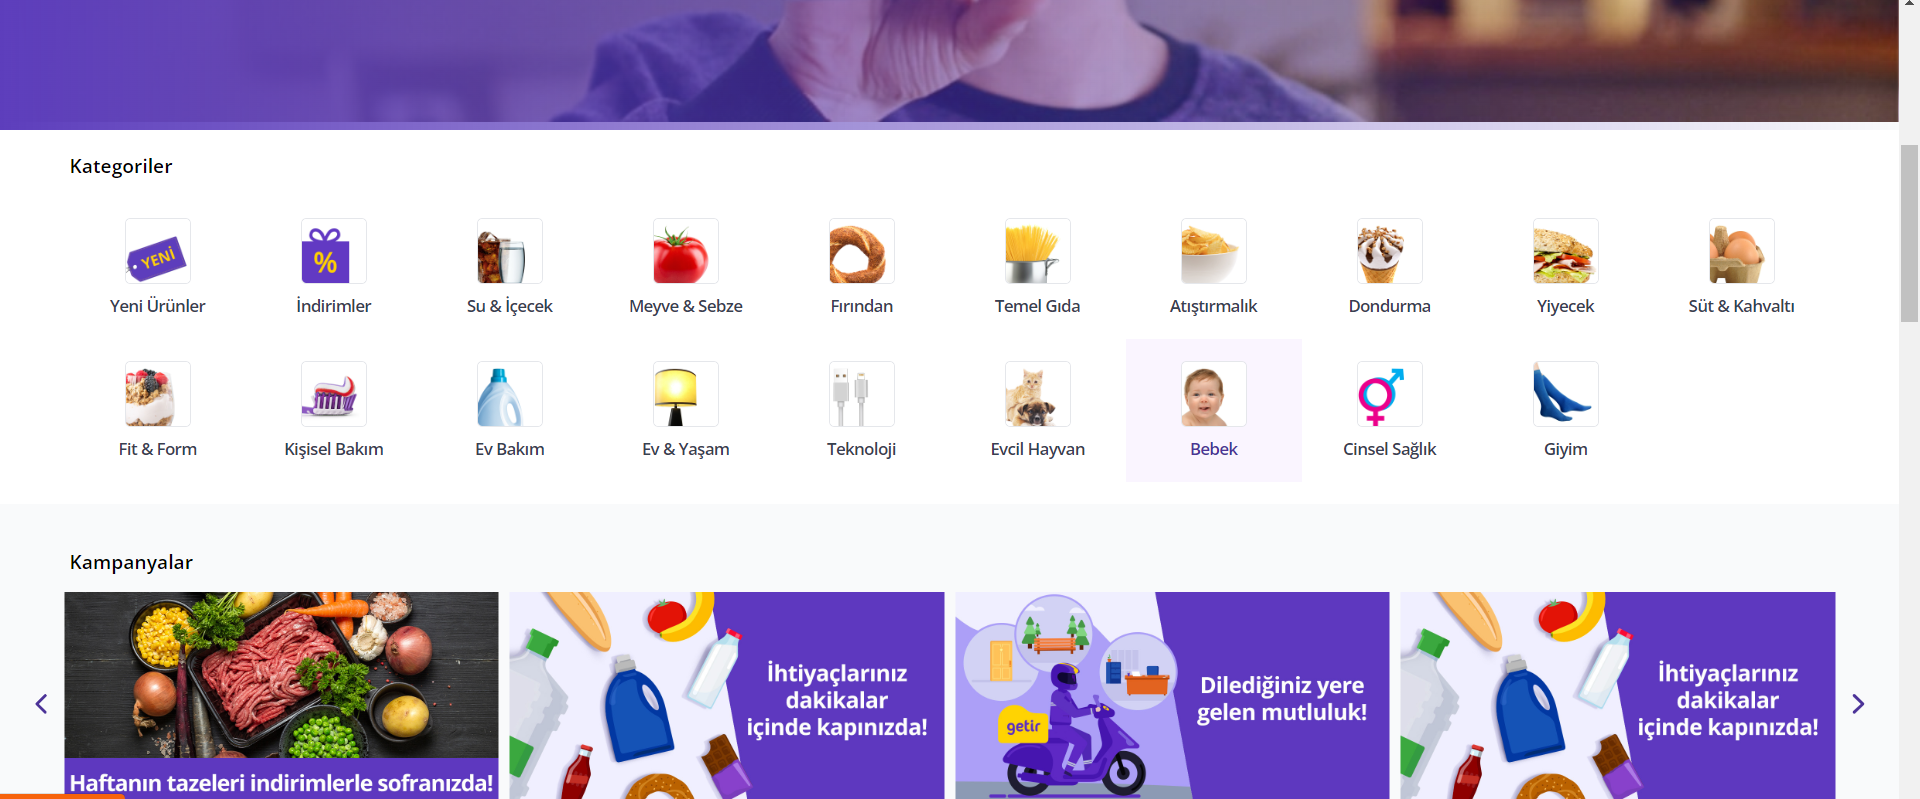 Kategoriler
YENİ
%
Yeni Ürünler
İndirimler
Su & İçecek
Meyve & Sebze
Fırından
Temel Gıda
Atıştırmalık
Dondurma
Yiyecek
Süt & Kahvaltı
Fit & Form
Kişisel Bakım
Ev Bakım
Ev & Yaşam
Teknoloji
Evcil Hayvan
Bebek
Cinsel Sağlık
Giyim
Kampanyalar
Haftanın tazeleri indirimlerle sofranızda!
İhtiyaçlarınız
dakikalar
içinde kapınızda!
getir
Dilediğiniz yere
gelen mutluluk!
İhtiyaçlarınız
dakikalar
içinde kapınızda!